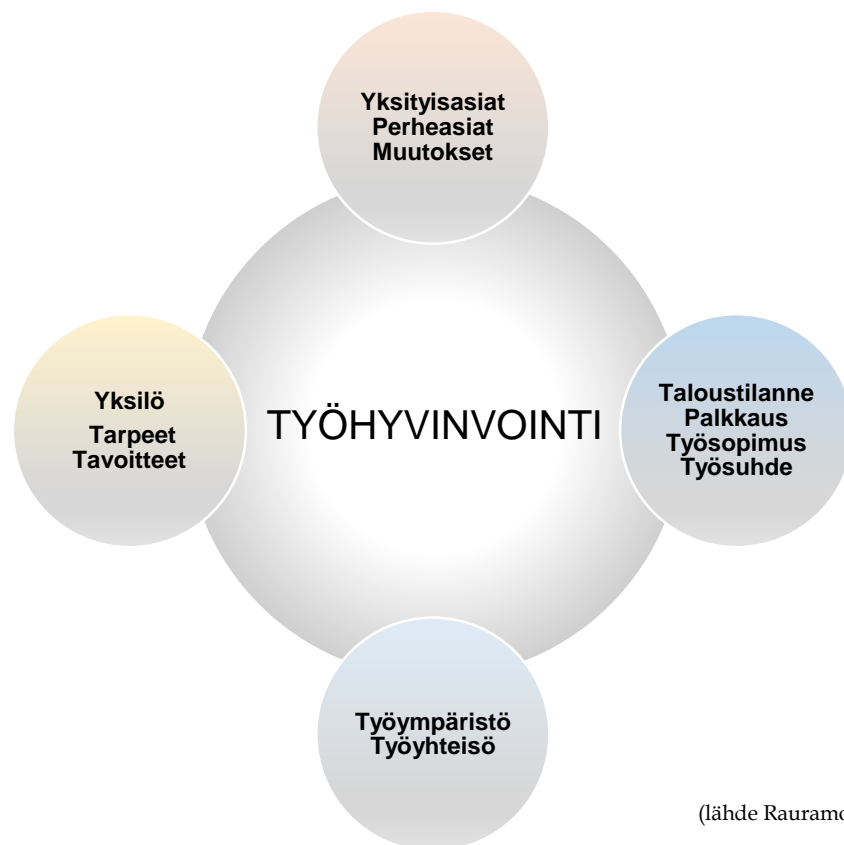 Yksityisasiat
Perheasiat
Muutokset
Yksilö
Tarpeet
Tavoitteet
TYÖHYVINVOINTI
Taloustilanne
Palkkaus
Työsopimus
Työsuhde
Työympäristö
Työyhteisö
(lähde Rauramo